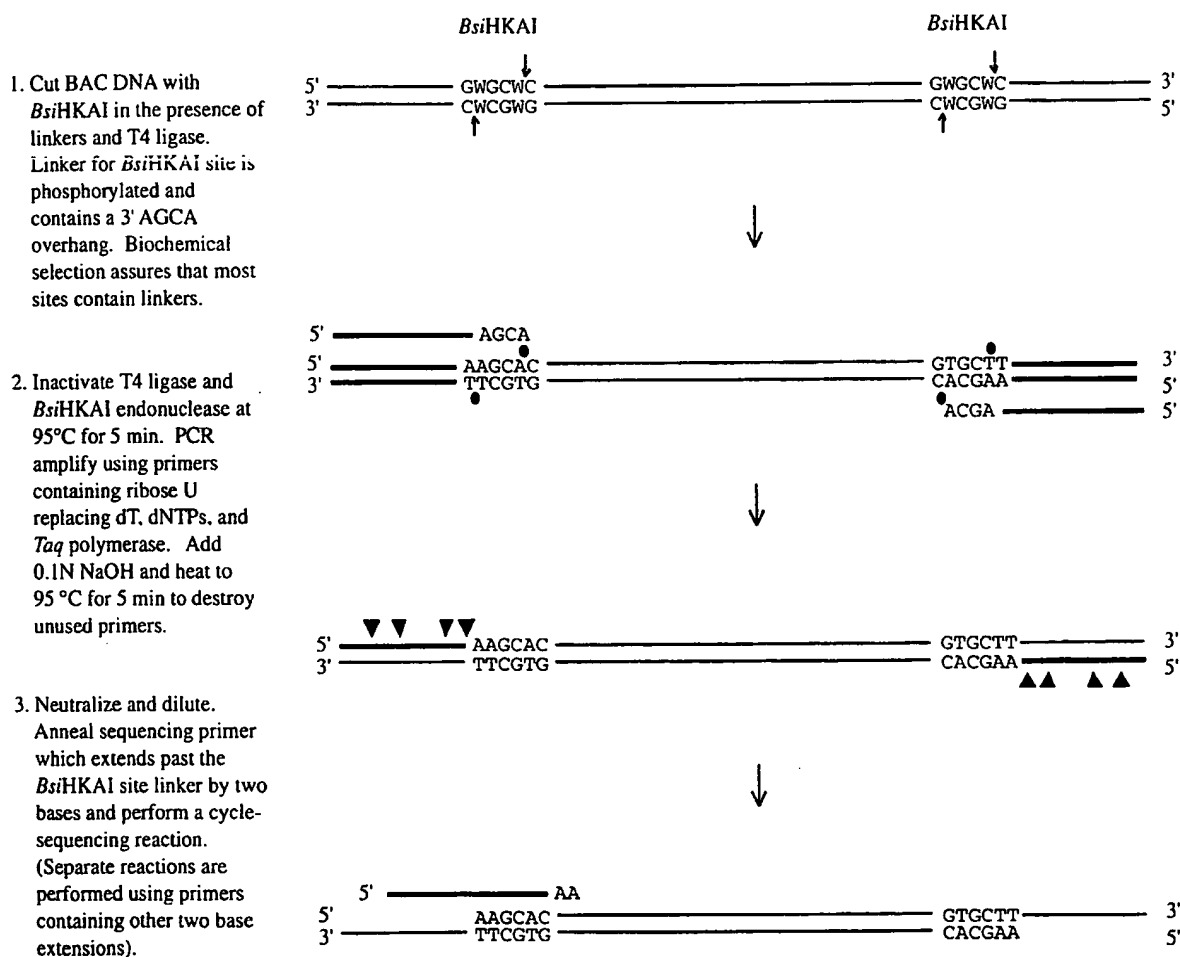 BsiHKAI
BsiHKAI
1. Cut BAC DNA with
BsiHKAI in the presence of
linkers and T4 ligase.
Linker for BsiHKAI site is
phosphorylated and
contains a 3' AGCA
overhang. Biochemical
selection assures that most
sites contain linkers.
5' GWGCWC GWGCWC 3'
3' CWCGWG CWCGWG 5'
5' AGCA
5' AAGCAC GTGCTT 3'
3' TTCGTG CACGAA 5'
ACGA 5'
2. Inactivate T4 ligase and
BsiHKAI endonuclease at
95°C for 5 min. PCR
amplify using primers
containing ribose U
replacing dT, dNTPs, and
Taq polymerase. Add
0.1N NaOH and heat to
95 °C for 5 min to destroy
unused primers.
5' AAGCAC GTGCTT 3'
3' TTCGTG CACGAA 5'
3. Neutralize and dilute.
Anneal sequencing primer
which extends past the
BsiHKAI site linker by two
bases and perform a cycle-
sequencing reaction.
(Separate reactions are
performed using primers
containing other two base
extensions).
5' AA
5' AAGCAC GTGCTT 3'
3' TTCGTG CACGAA 5'